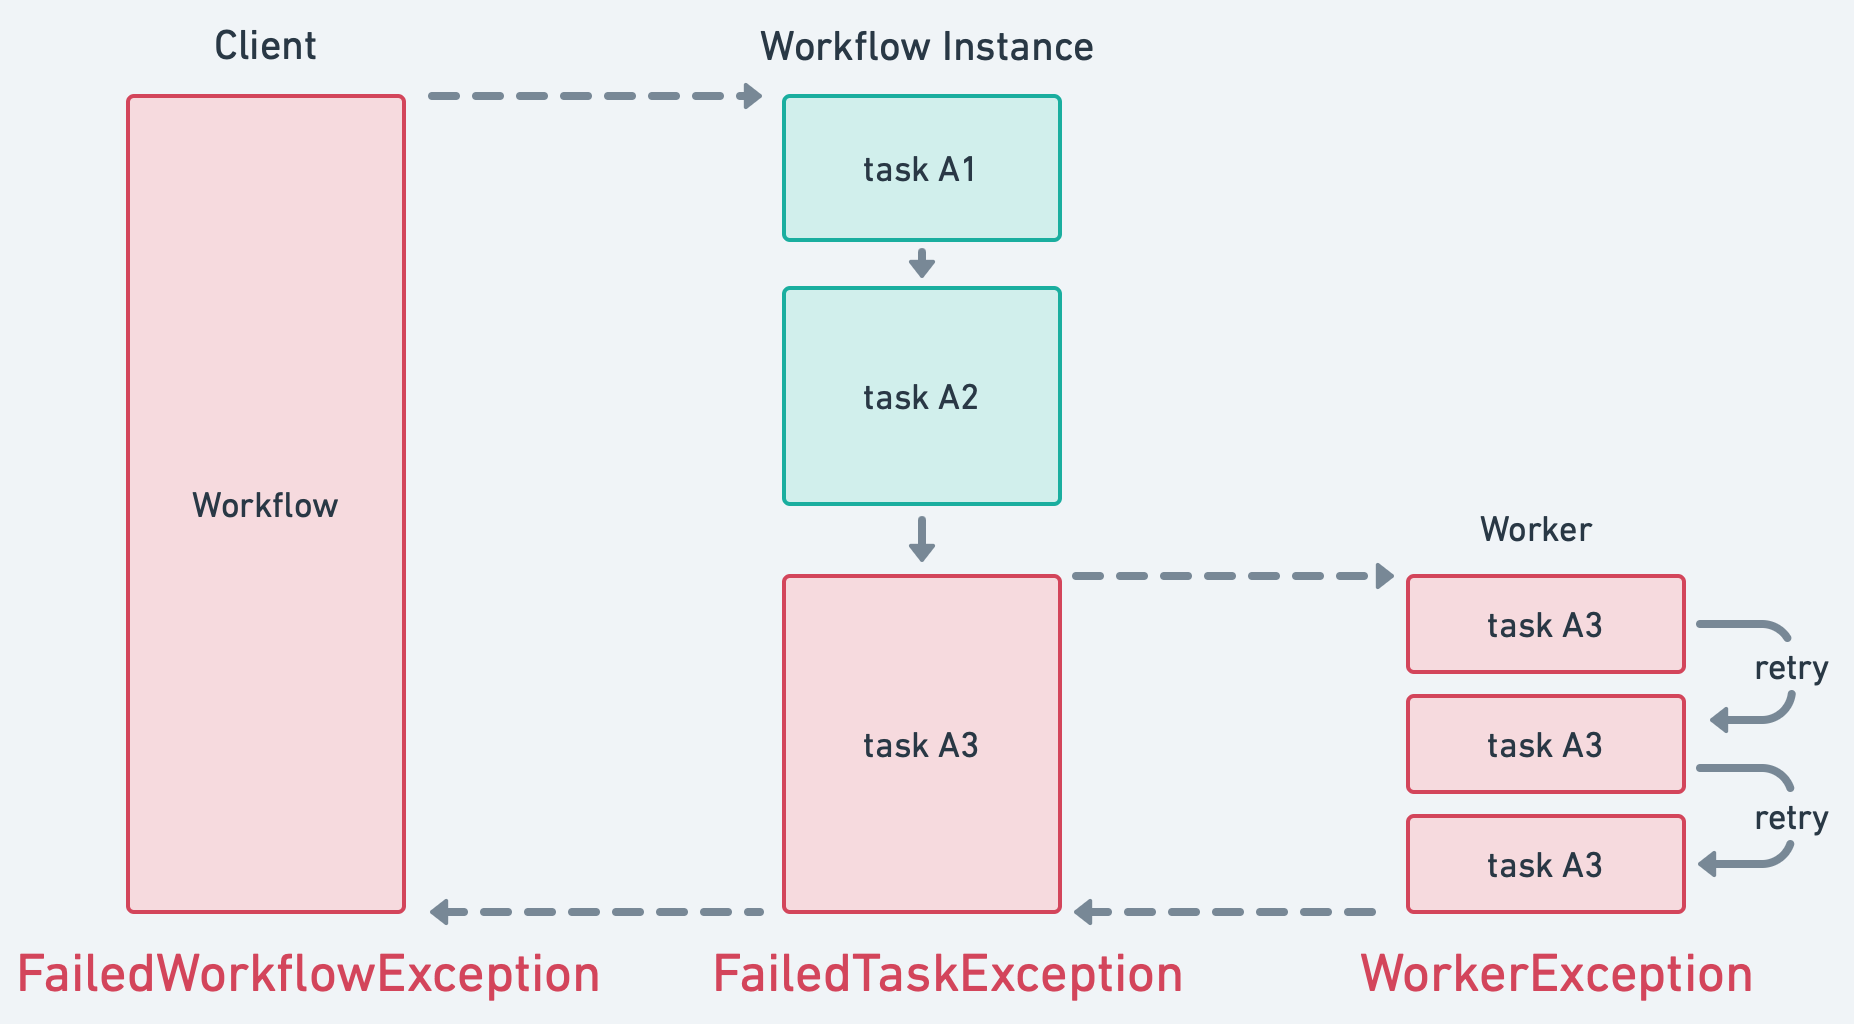 Client
Workflow Instance
task A1
task A2
Workflow
Worker
task A3
task A3
retry
task A3
retry
task A3
FailedWorkflowException
FailedTaskException
WorkerException